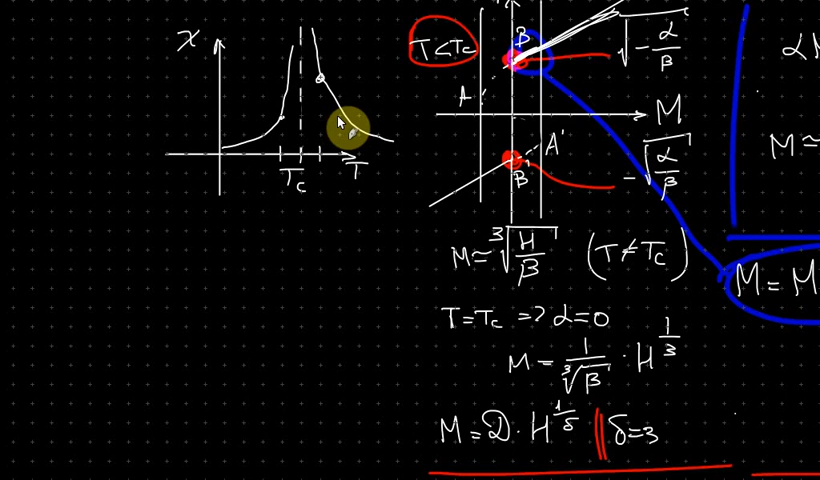 χ
T_c
T
T<T_c
B
√(-α/β)
A
M
A'
B'
-√(α/β)
αM
M≃
M≃∛(H/β) (T≠T_c)
M=M
T=T_c => α=0
M=1/∛β · H^(1/3)
M=D·H^(1/δ) || δ=3